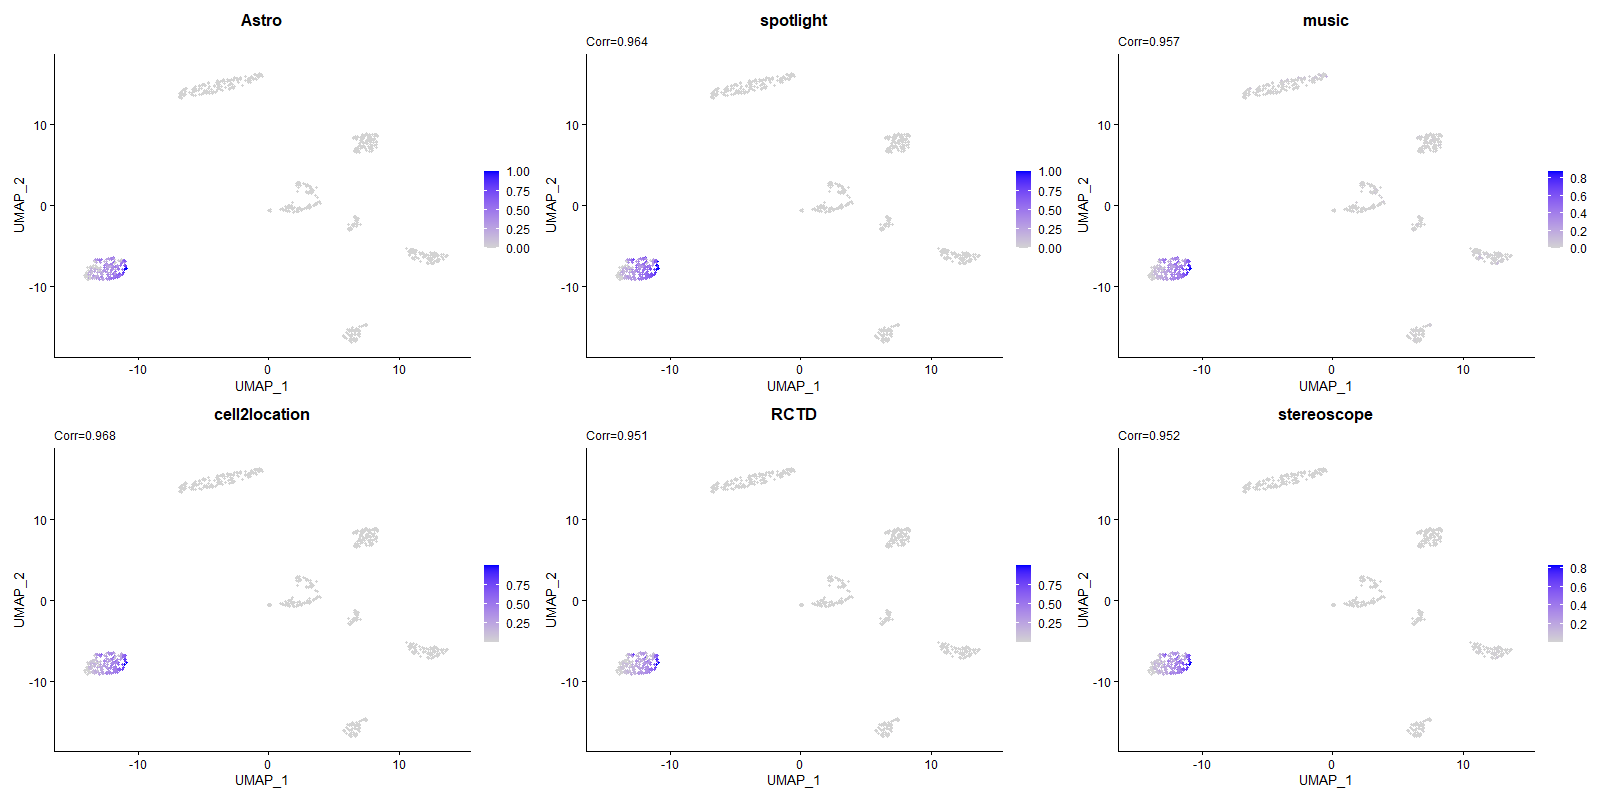 Astro
10
0
-10
UMAP_2
-10
0
10
UMAP_1
1.00
0.75
0.50
0.25
0.00
spotlight
Corr=0.964
10
0
-10
UMAP_2
-10
0
10
UMAP_1
1.00
0.75
0.50
0.25
0.00
music
Corr=0.957
10
0
-10
UMAP_2
-10
0
10
UMAP_1
0.8
0.6
0.4
0.2
0.0
cell2location
Corr=0.968
10
0
-10
UMAP_2
-10
0
10
UMAP_1
0.75
0.50
0.25
RCTD
Corr=0.951
10
0
-10
UMAP_2
-10
0
10
UMAP_1
0.75
0.50
0.25
stereoscope
Corr=0.952
10
0
-10
UMAP_2
-10
0
10
UMAP_1
0.8
0.6
0.4
0.2